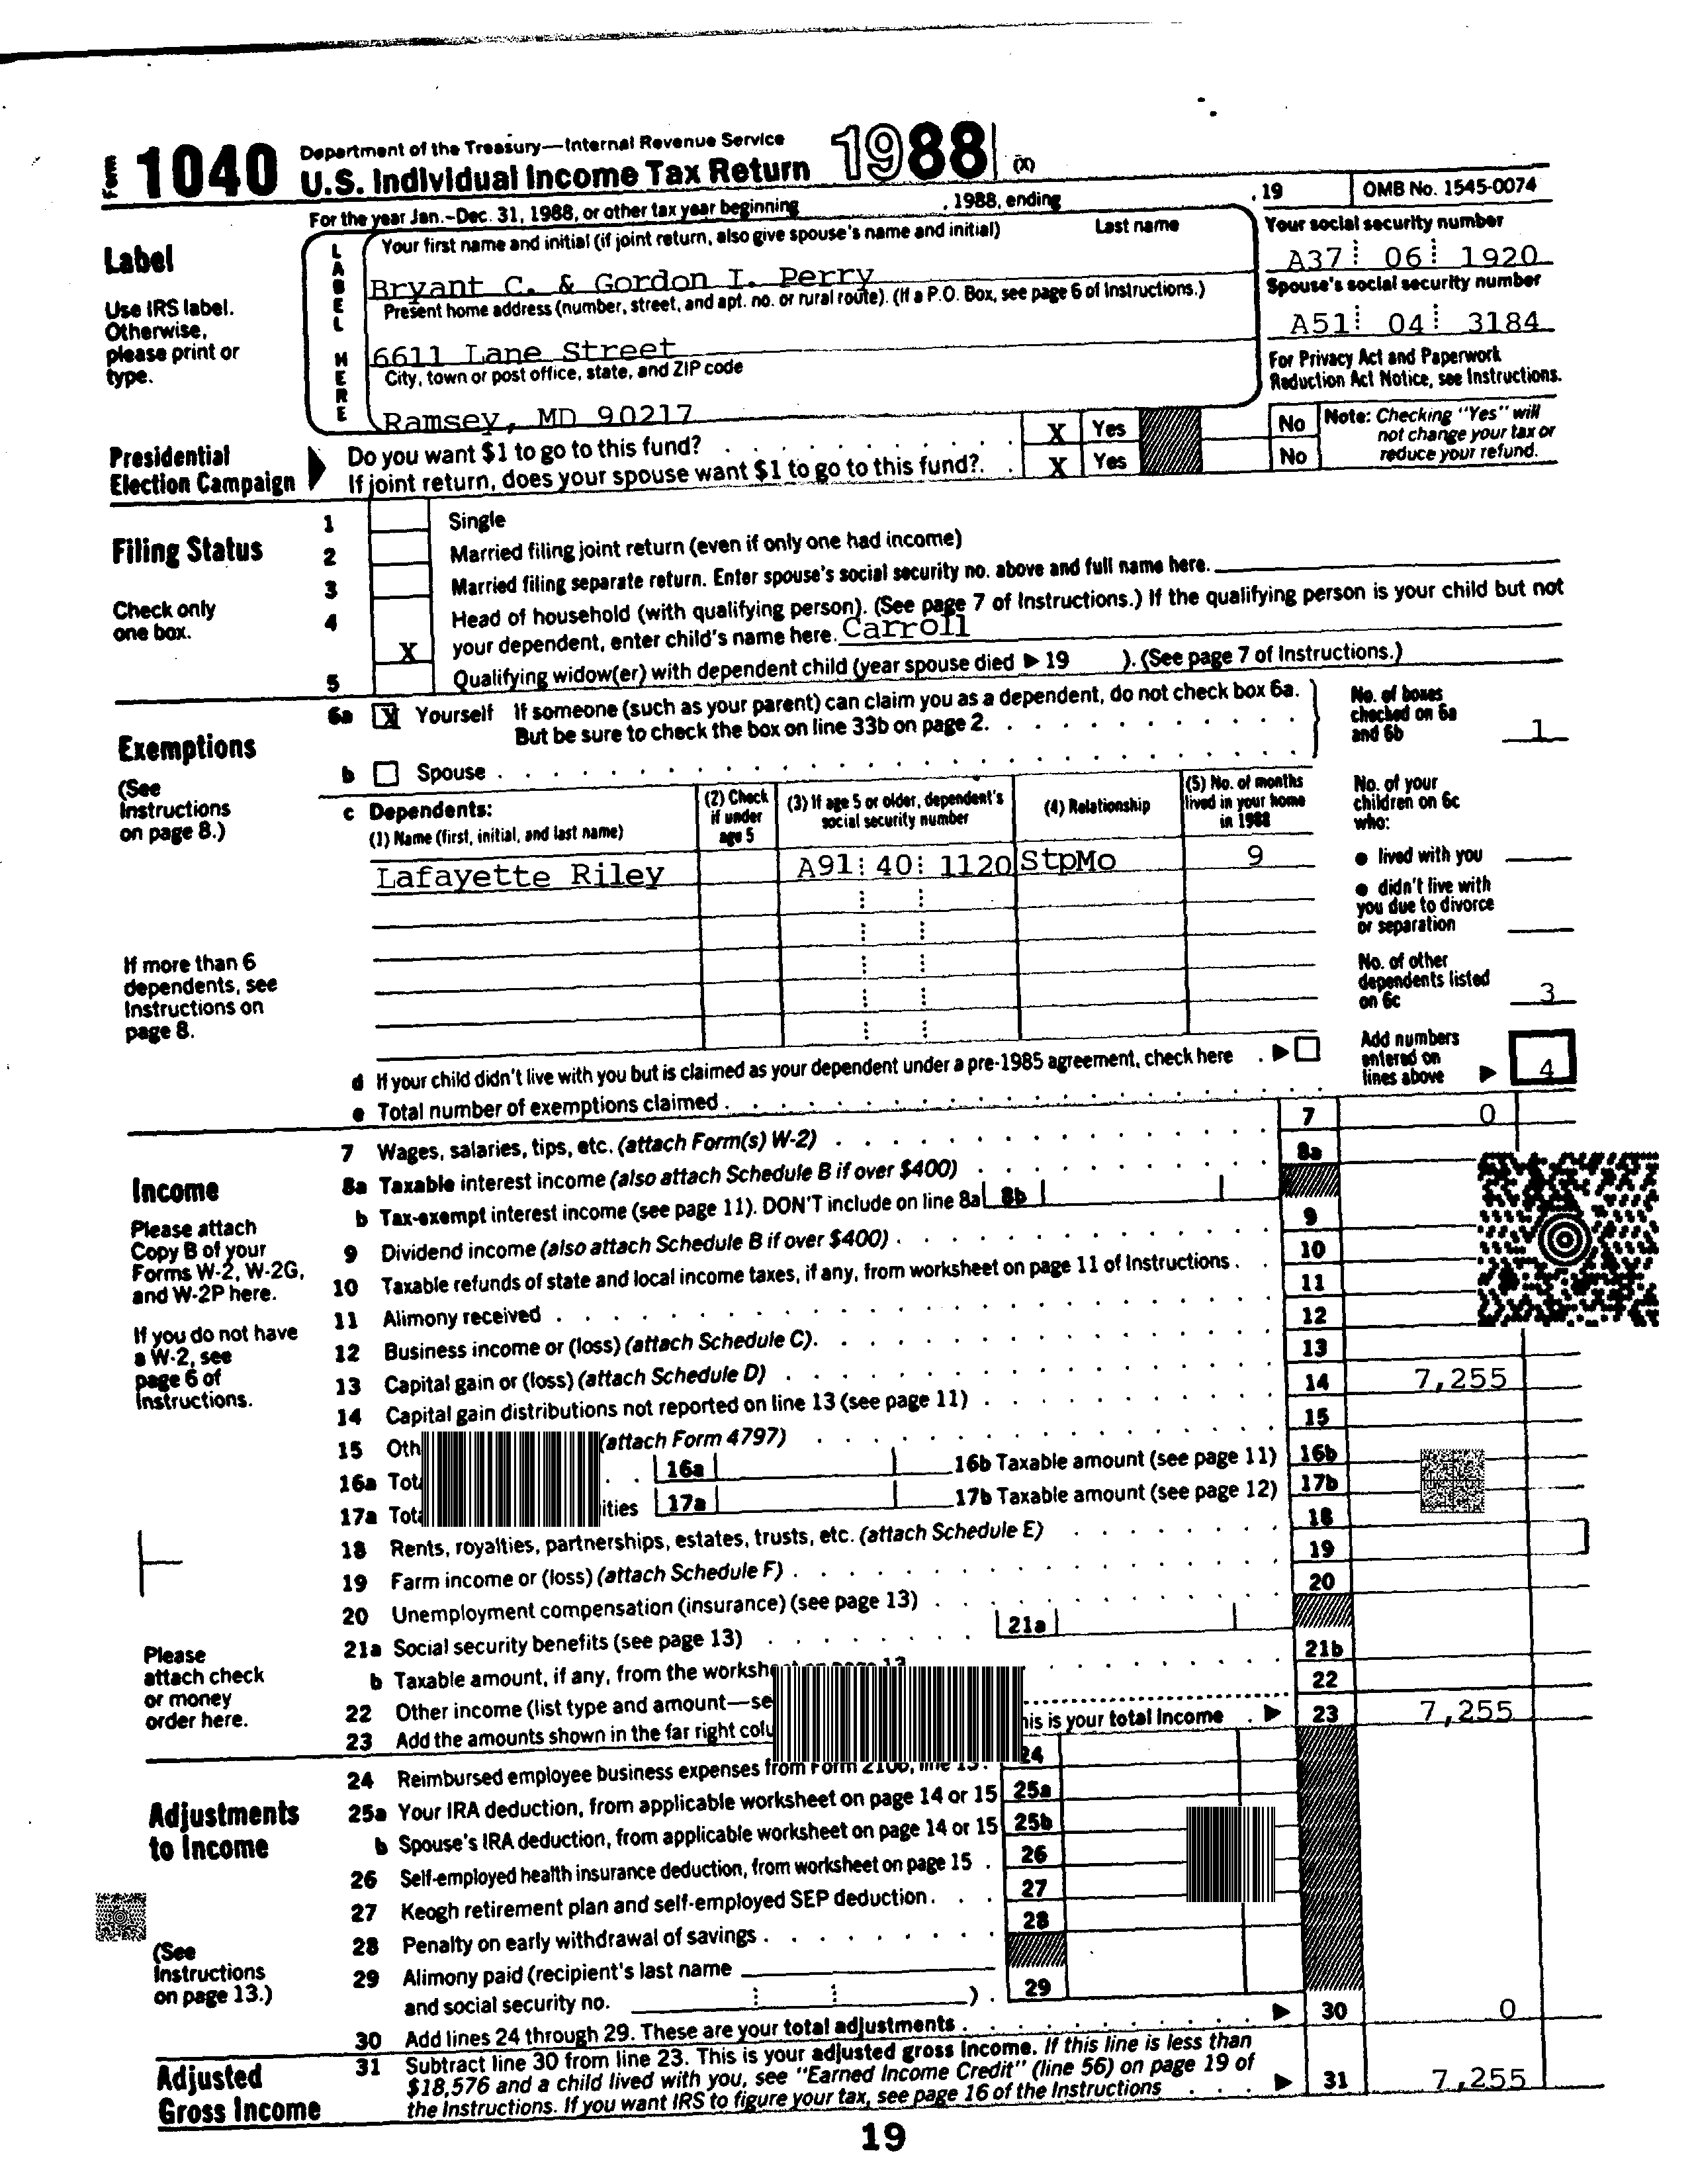 Form 1040 Department of the Treasury—Internal Revenue Service
U.S. Individual Income Tax Return 1988 (X)
For the year Jan.–Dec. 31, 1988, or other tax year beginning , 1988, ending , 19 OMB No. 1545-0074
Label
Use IRS label.
Otherwise,
please print or
type.
LABEL HERE
Your first name and initial (if joint return, also give spouse's name and initial) Last name
Bryant C. & Gordon I. Perry
Present home address (number, street, and apt. no. or rural route). (If a P.O. Box, see page 6 of Instructions.)
6611 Lane Street
City, town or post office, state, and ZIP code
Ramsey, MD 90217
Your social security number
A37 06 1920
Spouse's social security number
A51 04 3184
For Privacy Act and Paperwork
Reduction Act Notice, see Instructions.
Presidential
Election Campaign
Do you want $1 to go to this fund? X Yes No
If joint return, does your spouse want $1 to go to this fund?. X Yes No
Note: Checking "Yes" will
not change your tax or
reduce your refund.
Filing Status
Check only
one box.
1 Single
2 Married filing joint return (even if only one had income)
3 Married filing separate return. Enter spouse's social security no. above and full name here.
4 Head of household (with qualifying person). (See page 7 of Instructions.) If the qualifying person is your child but not
X your dependent, enter child's name here. Carroll
5 Qualifying widow(er) with dependent child (year spouse died ▶ 19 ). (See page 7 of Instructions.)
Exemptions
(See
Instructions
on page 8.)
If more than 6
dependents, see
Instructions on
page 8.
6a X Yourself If someone (such as your parent) can claim you as a dependent, do not check box 6a.
But be sure to check the box on line 33b on page 2.
b Spouse
No. of boxes
checked on 6a
and 6b 1
c Dependents:
(1) Name (first, initial, and last name)
(2) Check
if under
age 5
(3) If age 5 or older, dependent's
social security number
(4) Relationship
(5) No. of months
lived in your home
in 1988
Lafayette Riley A91 40 1120 StpMo 9
No. of your
children on 6c
who:
● lived with you
● didn't live with
you due to divorce
or separation
No. of other
dependents listed
on 6c 3
Add numbers
entered on
lines above ▶ 4
d If your child didn't live with you but is claimed as your dependent under a pre-1985 agreement, check here ▶
e Total number of exemptions claimed
Income
Please attach
Copy B of your
Forms W-2, W-2G,
and W-2P here.
If you do not have
a W-2, see
page 6 of
Instructions.
Please
attach check
or money
order here.
7 Wages, salaries, tips, etc. (attach Form(s) W-2) 7 0
8a Taxable interest income (also attach Schedule B if over $400) 8a
b Tax-exempt interest income (see page 11). DON'T include on line 8a 8b
9 Dividend income (also attach Schedule B if over $400) 9
10 Taxable refunds of state and local income taxes, if any, from worksheet on page 11 of Instructions 10
11 Alimony received 11
12 Business income or (loss) (attach Schedule C) 12
13 Capital gain or (loss) (attach Schedule D) 13
14 Capital gain distributions not reported on line 13 (see page 11) 14 7,255
15 Oth (attach Form 4797) 15
16a Tota 16a 16b Taxable amount (see page 11) 16b
17a Tota ities 17a 17b Taxable amount (see page 12) 17b
18 Rents, royalties, partnerships, estates, trusts, etc. (attach Schedule E) 18
19 Farm income or (loss) (attach Schedule F) 19
20 Unemployment compensation (insurance) (see page 13) 20
21a Social security benefits (see page 13) 21a
b Taxable amount, if any, from the worksheet on page 13 21b
22 Other income (list type and amount—se 22
23 Add the amounts shown in the far right colu his is your total income ▶ 23 7,255
Adjustments
to Income
(See
Instructions
on page 13.)
24 Reimbursed employee business expenses from Form 2106, line 13. 24
25a Your IRA deduction, from applicable worksheet on page 14 or 15 25a
b Spouse's IRA deduction, from applicable worksheet on page 14 or 15 25b
26 Self-employed health insurance deduction, from worksheet on page 15 26
27 Keogh retirement plan and self-employed SEP deduction 27
28 Penalty on early withdrawal of savings 28
29 Alimony paid (recipient's last name
and social security no. ) 29
30 Add lines 24 through 29. These are your total adjustments ▶ 30 0
Adjusted
Gross Income
31 Subtract line 30 from line 23. This is your adjusted gross income. If this line is less than
$18,576 and a child lived with you, see "Earned Income Credit" (line 56) on page 19 of
the Instructions. If you want IRS to figure your tax, see page 16 of the Instructions ▶ 31 7,255
19